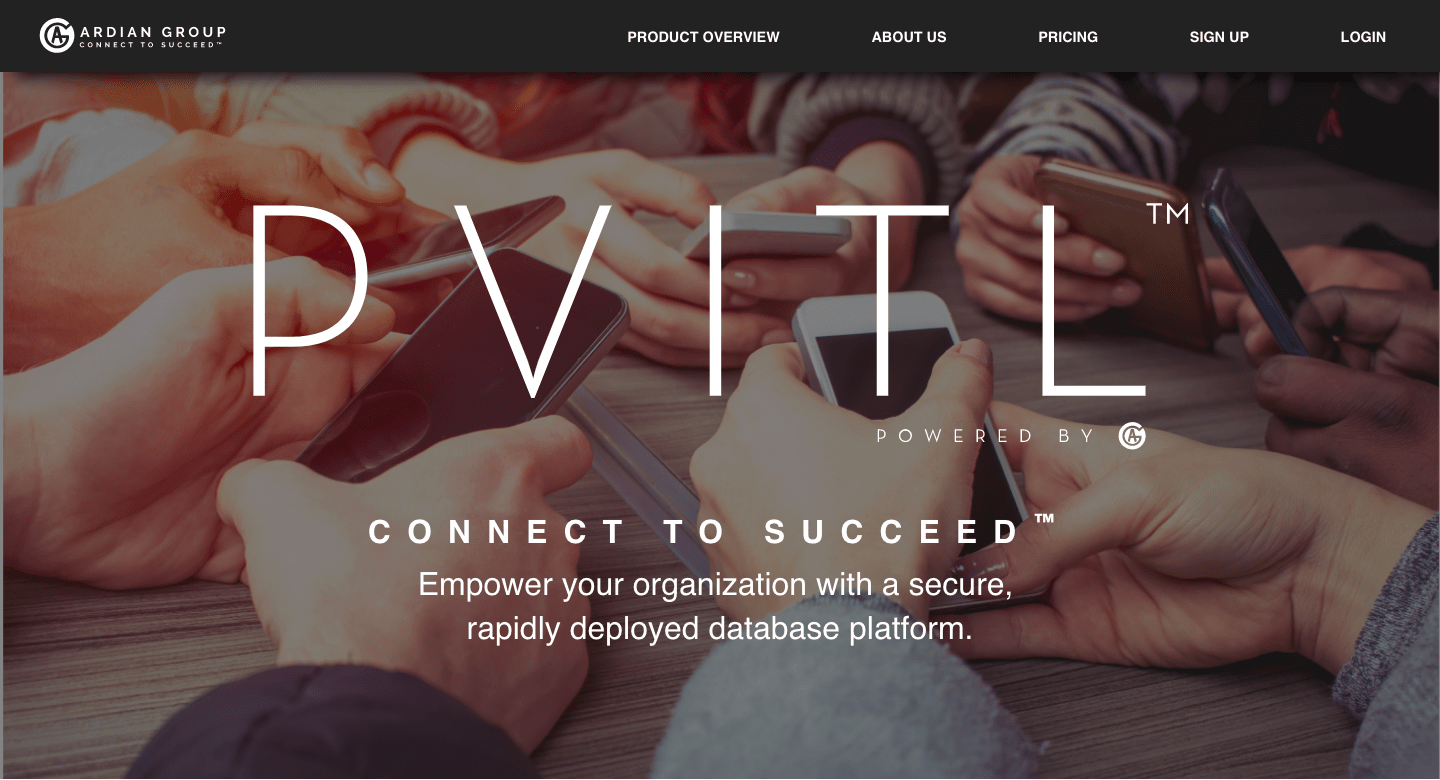 ARDIAN GROUP
CONNECT TO SUCCEED™
PRODUCT OVERVIEW
ABOUT US
PRICING
SIGN UP
LOGIN
PVITL™
POWERED BY
CONNECT TO SUCCEED™
Empower your organization with a secure,
rapidly deployed database platform.